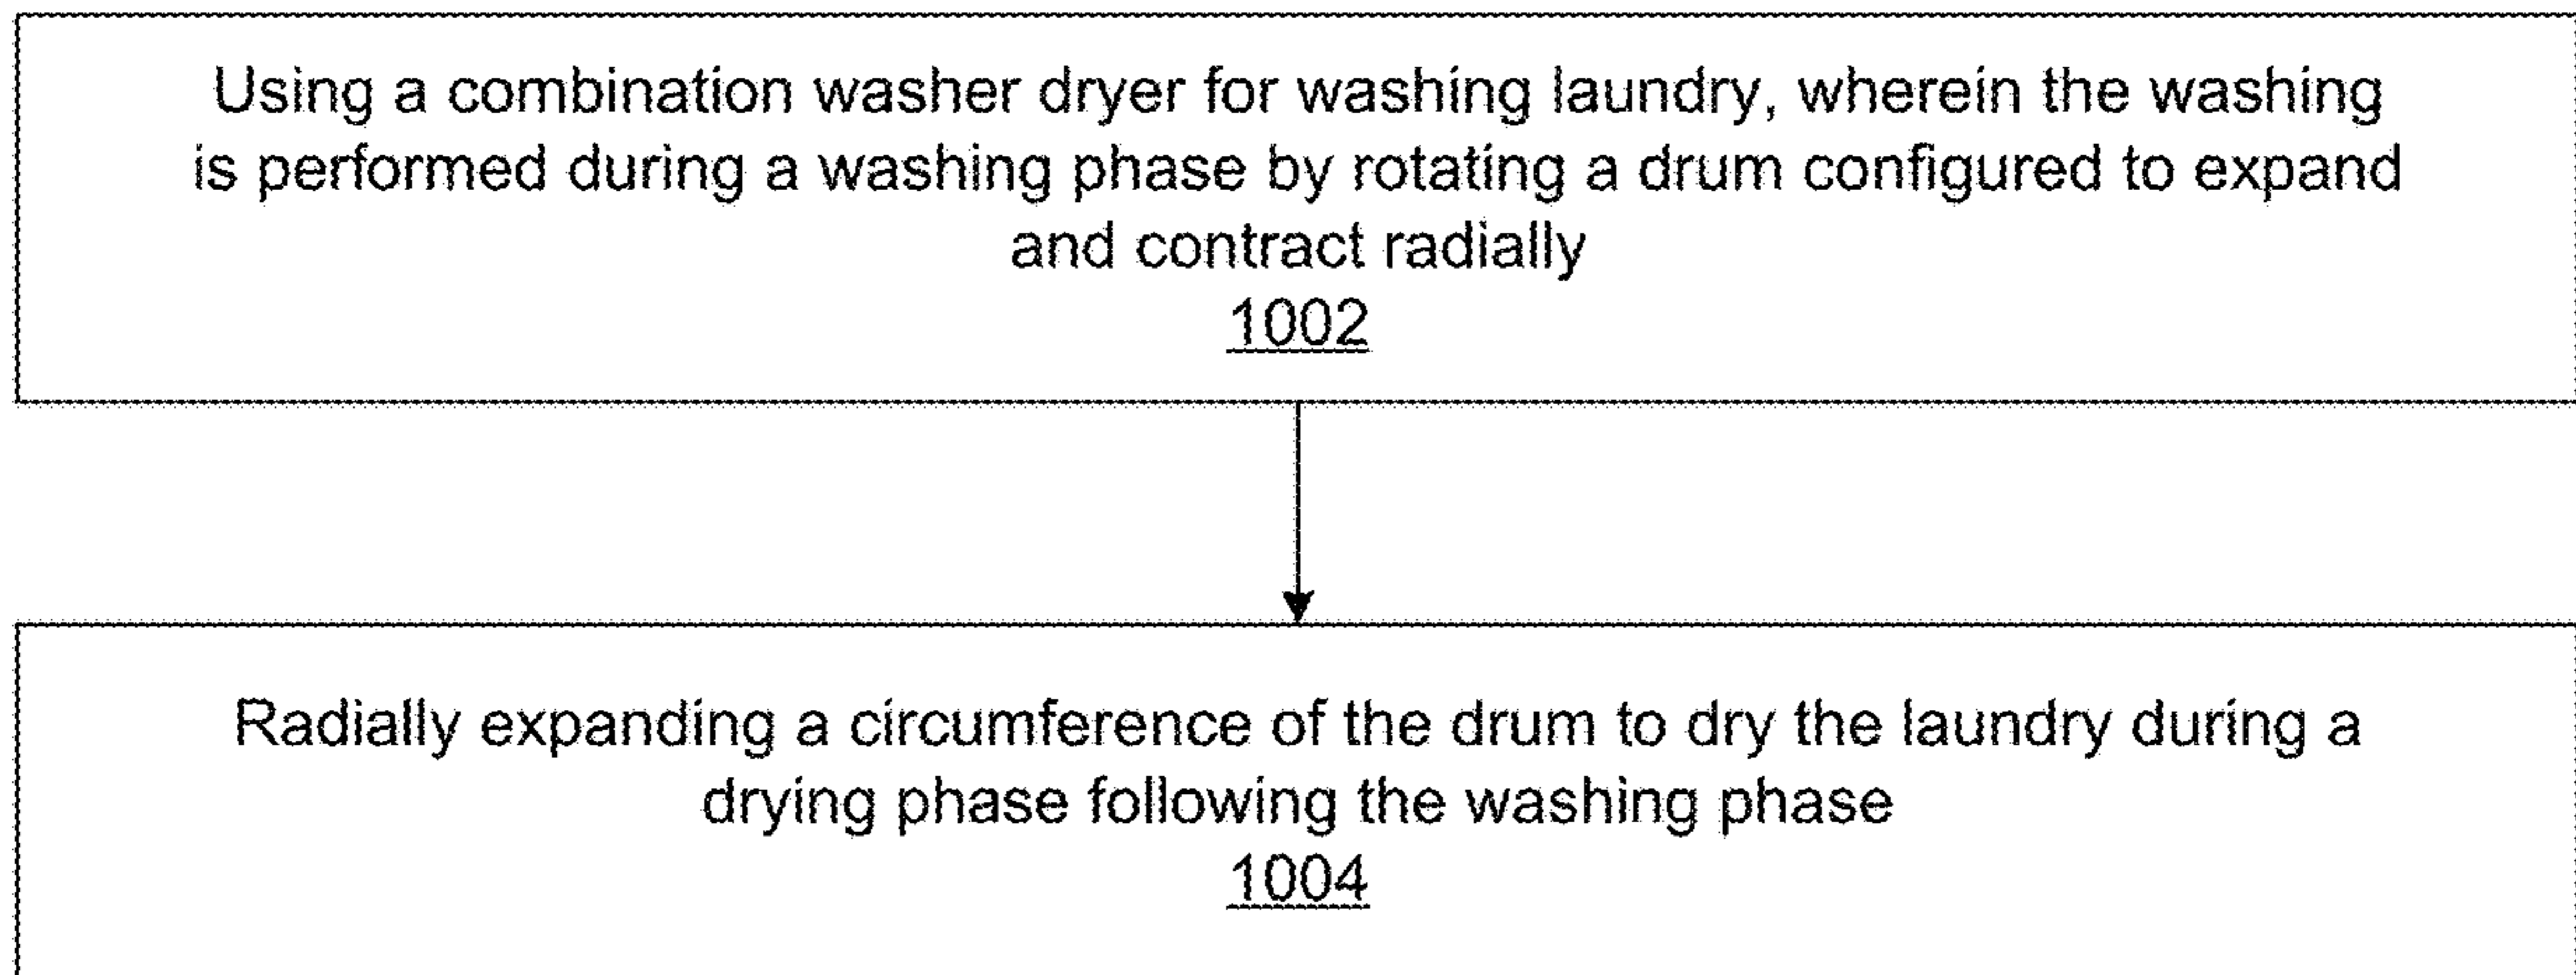 Using a combination washer dryer for washing laundry, wherein the washing
is performed during a washing phase by rotating a drum configured to expand
and contract radially
1002
Radially expanding a circumference of the drum to dry the laundry during a
drying phase following the washing phase
1004